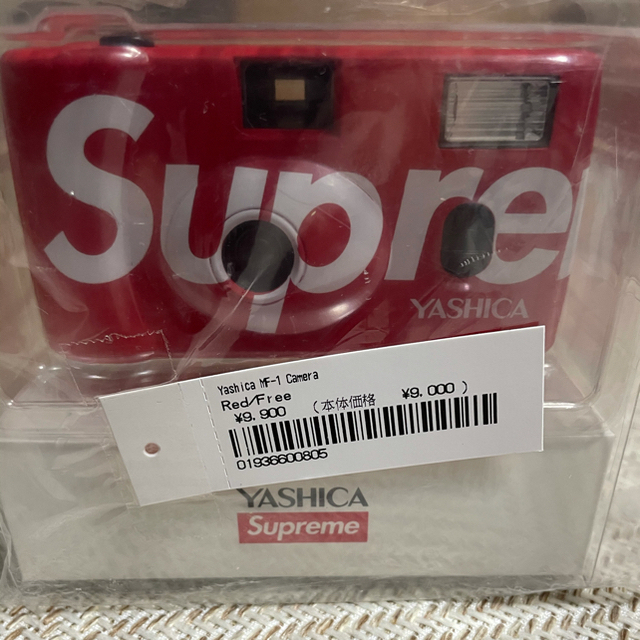 Supre
YASHICA
Yashica MF-1 Camera
Red/Free
¥9.900 (本体価格 ¥9.000)
01936600805
YASHICA
Supreme